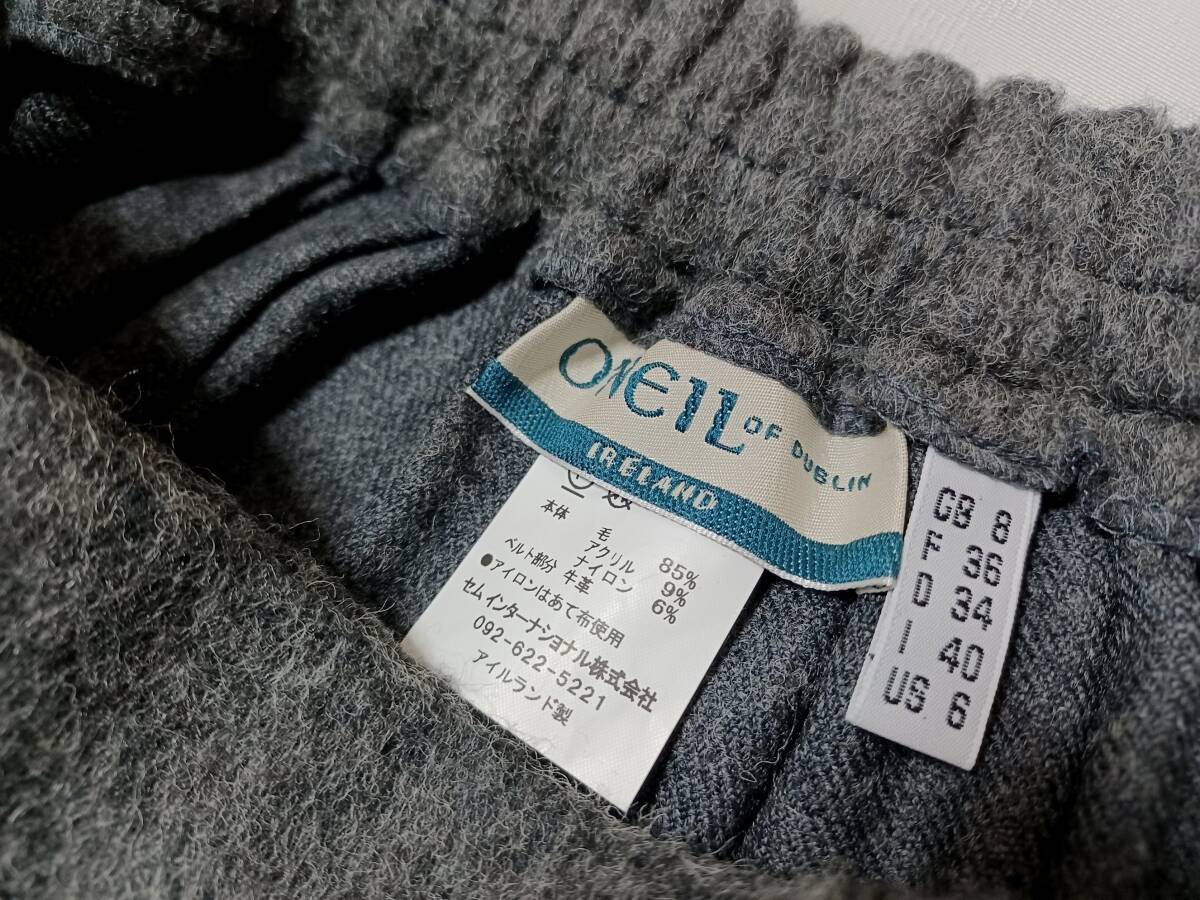 O'NEIL OF DUBLIN
IRELAND
本体 毛 85%
アクリル 9%
ナイロン 6%
ベルト部分 牛革
●アイロンはあて布使用
セム インターナショナル株式会社
092-622-5221
アイルランド製
GB 8
F 36
D 34
I 40
US 6